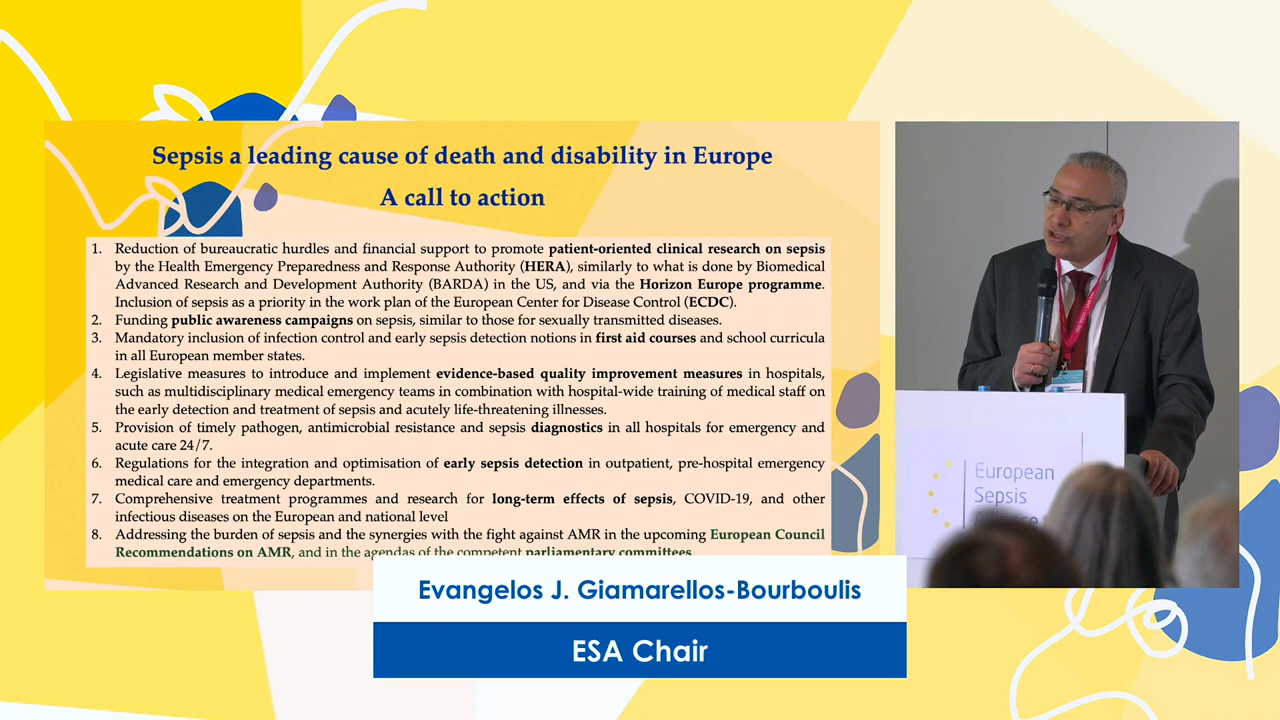 Sepsis a leading cause of death and disability in Europe
A call to action
1. Reduction of bureaucratic hurdles and financial support to promote patient-oriented clinical research on sepsis
by the Health Emergency Preparedness and Response Authority (HERA), similarly to what is done by Biomedical
Advanced Research and Development Authority (BARDA) in the US, and via the Horizon Europe programme.
Inclusion of sepsis as a priority in the work plan of the European Center for Disease Control (ECDC).
2. Funding public awareness campaigns on sepsis, similar to those for sexually transmitted diseases.
3. Mandatory inclusion of infection control and early sepsis detection notions in first aid courses and school curricula
in all European member states.
4. Legislative measures to introduce and implement evidence-based quality improvement measures in hospitals,
such as multidisciplinary medical emergency teams in combination with hospital-wide training of medical staff on
the early detection and treatment of sepsis and acutely life-threatening illnesses.
5. Provision of timely pathogen, antimicrobial resistance and sepsis diagnostics in all hospitals for emergency and
acute care 24/7.
6. Regulations for the integration and optimisation of early sepsis detection in outpatient, pre-hospital emergency
medical care and emergency departments.
7. Comprehensive treatment programmes and research for long-term effects of sepsis, COVID-19, and other
infectious diseases on the European and national level
8. Addressing the burden of sepsis and the synergies with the fight against AMR in the upcoming European Council
Recommendations on AMR, and in the agendas of the competent parliamentary committees.
European
Sepsis
Evangelos J. Giamarellos-Bourboulis
ESA Chair